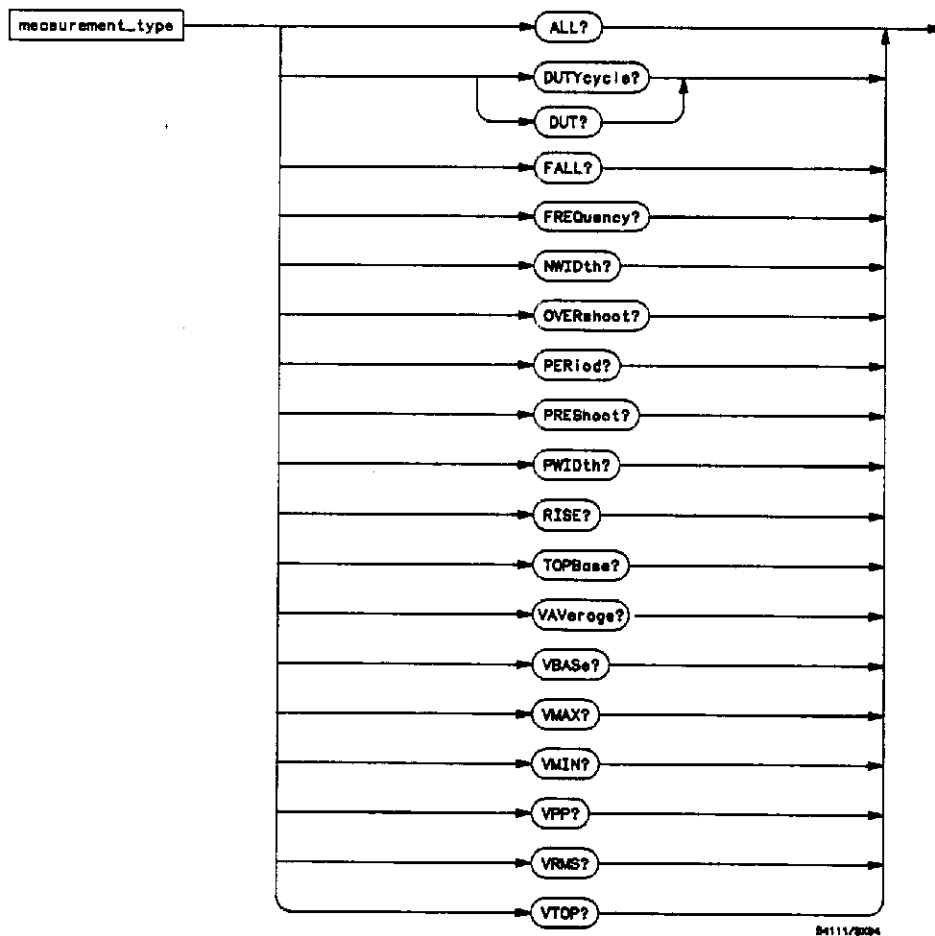 measurement_type
ALL?
DUTYcycle?
DUT?
FALL?
FREQuency?
NWIDth?
OVERshoot?
PERiod?
PREShoot?
PWIDth?
RISE?
TOPBase?
VAVerage?
VBASe?
VMAX?
VMIN?
VPP?
VRMS?
VTOP?